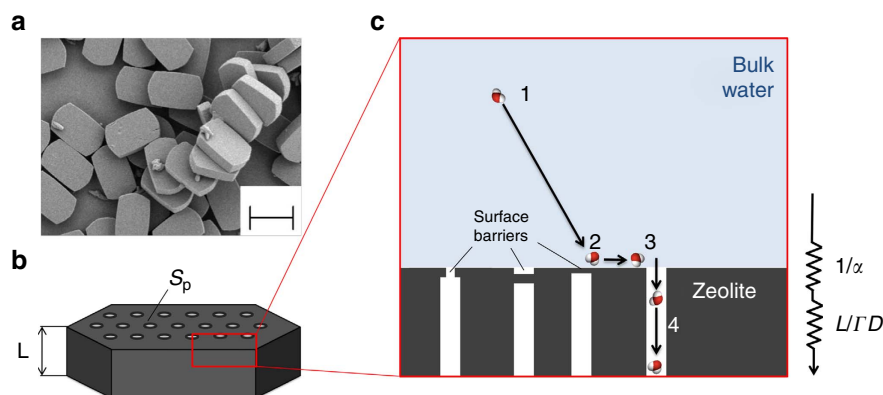 a
b
S_p
L
c
Bulk
water
1
Surface
barriers
2
3
Zeolite
4
1/α
L/ΓD